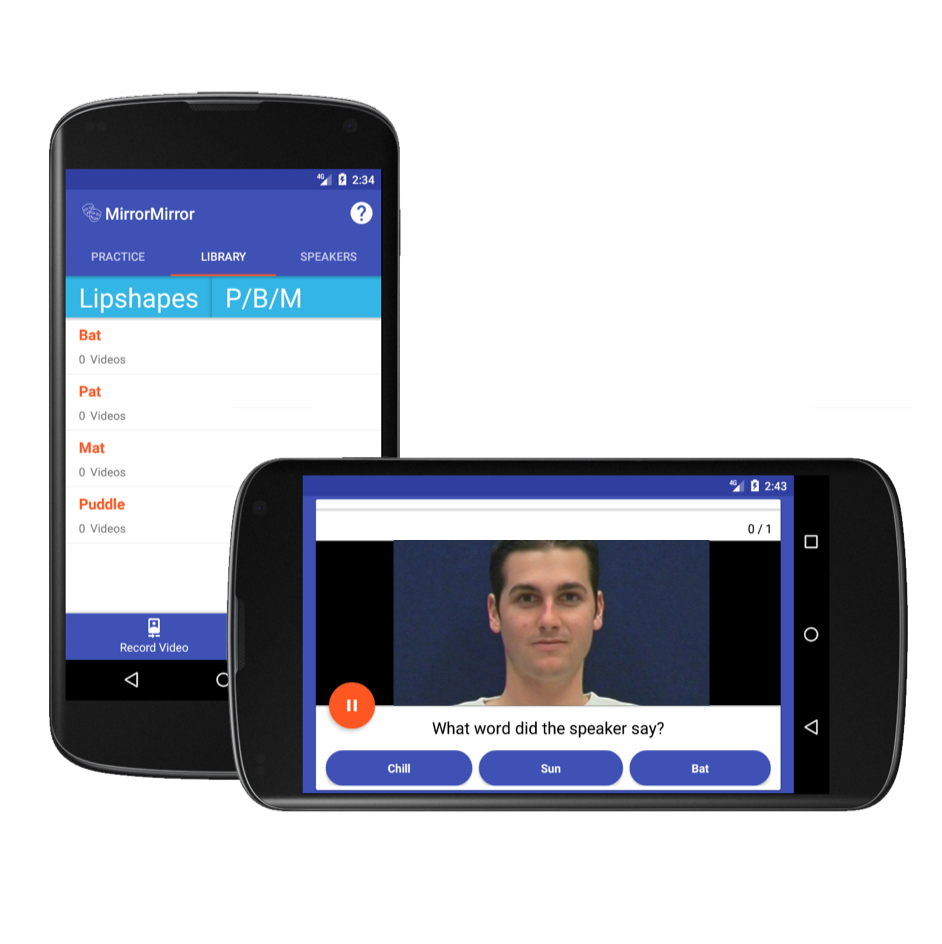 4G 2:34
MirrorMirror ?
PRACTICE LIBRARY SPEAKERS
Lipshapes P/B/M
Bat
0 Videos
Pat
0 Videos
Mat
0 Videos
Puddle
0 Videos
Record Video
4G 2:43
0 / 1
What word did the speaker say?
Chill Sun Bat